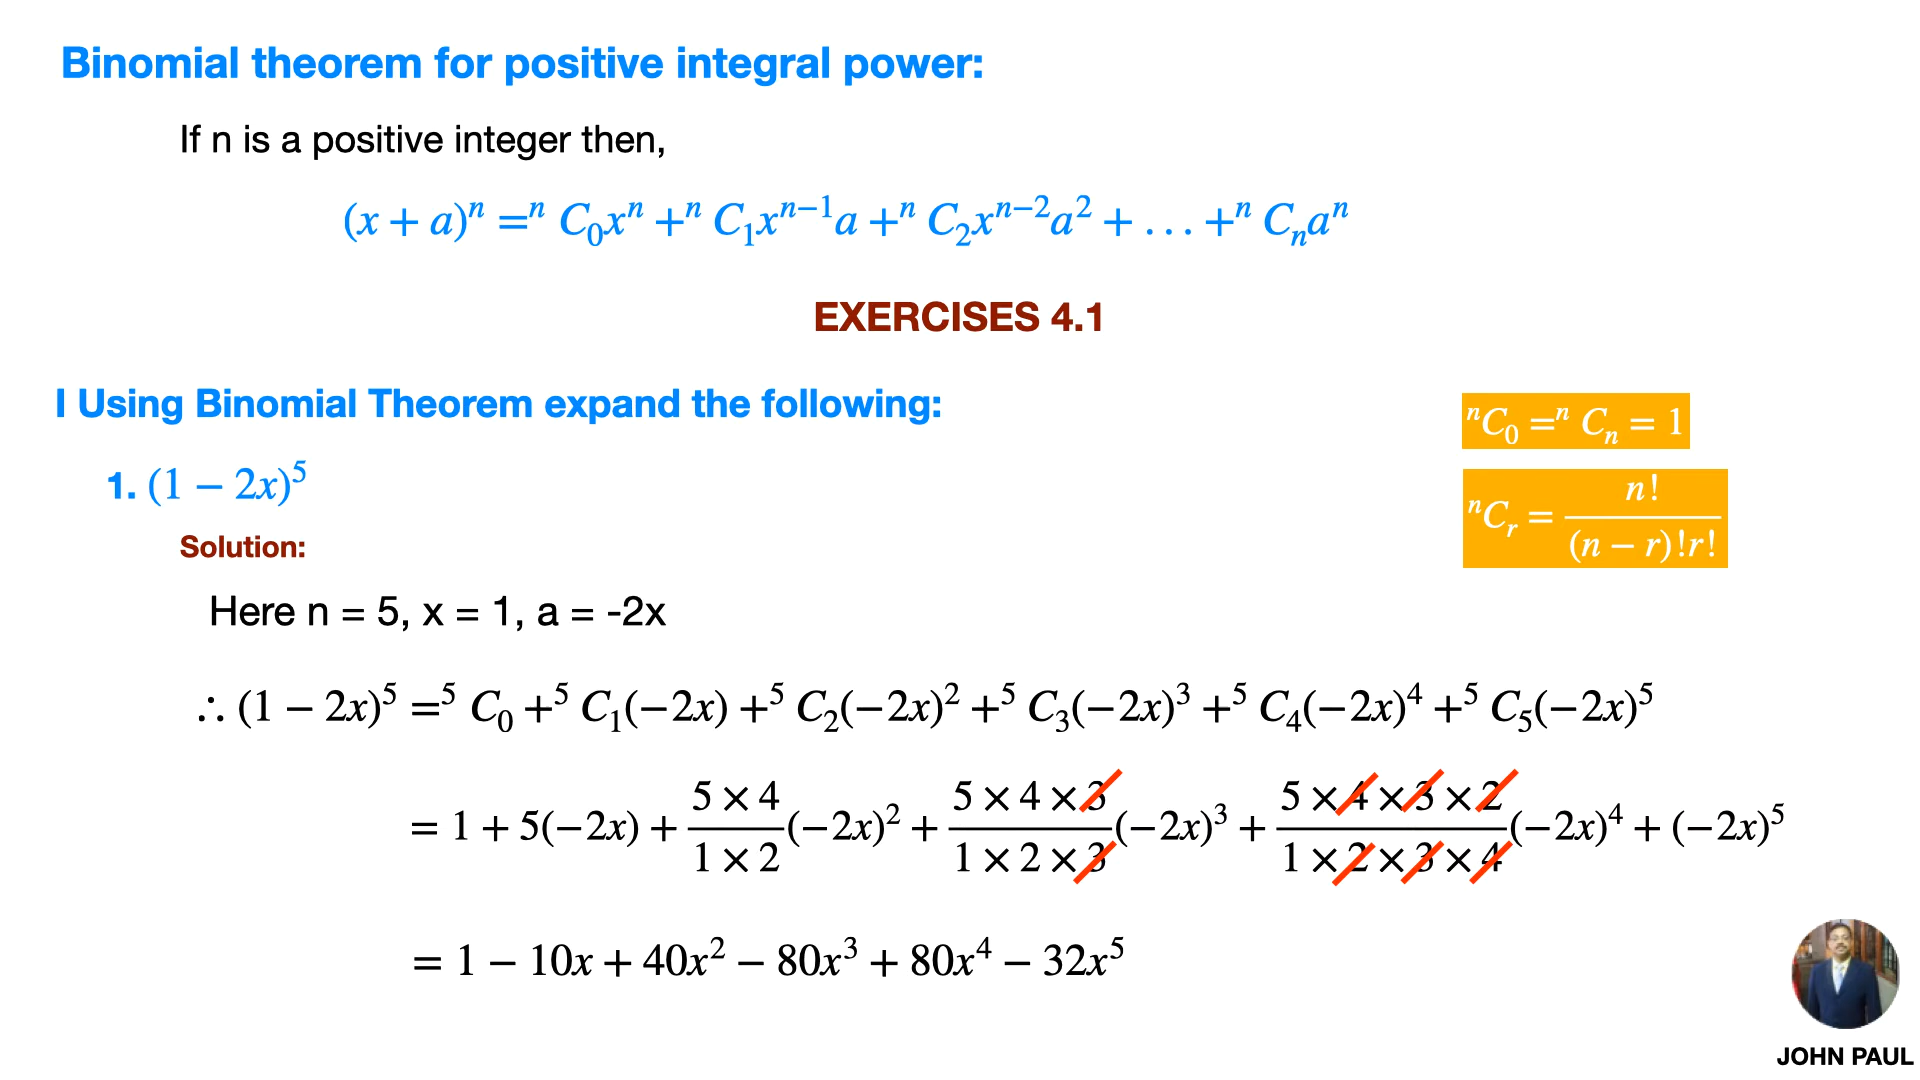 Binomial theorem for positive integral power:
If n is a positive integer then,
(x + a)ⁿ =ⁿ C₀xⁿ +ⁿ C₁xⁿ⁻¹a +ⁿ C₂xⁿ⁻²a² + . . . +ⁿ Cₙaⁿ
EXERCISES 4.1
I Using Binomial Theorem expand the following:
ⁿC₀ =ⁿ Cₙ = 1
1. (1 − 2x)⁵
ⁿCᵣ = n! / (n − r)!r!
Solution:
Here n = 5, x = 1, a = -2x
∴ (1 − 2x)⁵ =⁵ C₀ +⁵ C₁(−2x) +⁵ C₂(−2x)² +⁵ C₃(−2x)³ +⁵ C₄(−2x)⁴ +⁵ C₅(−2x)⁵
= 1 + 5(−2x) + 5 × 4 / 1 × 2 (−2x)² + 5 × 4 × 3 / 1 × 2 × 3 (−2x)³ + 5 × 4 × 3 × 2 / 1 × 2 × 3 × 4 (−2x)⁴ + (−2x)⁵
= 1 − 10x + 40x² − 80x³ + 80x⁴ − 32x⁵
JOHN PAUL